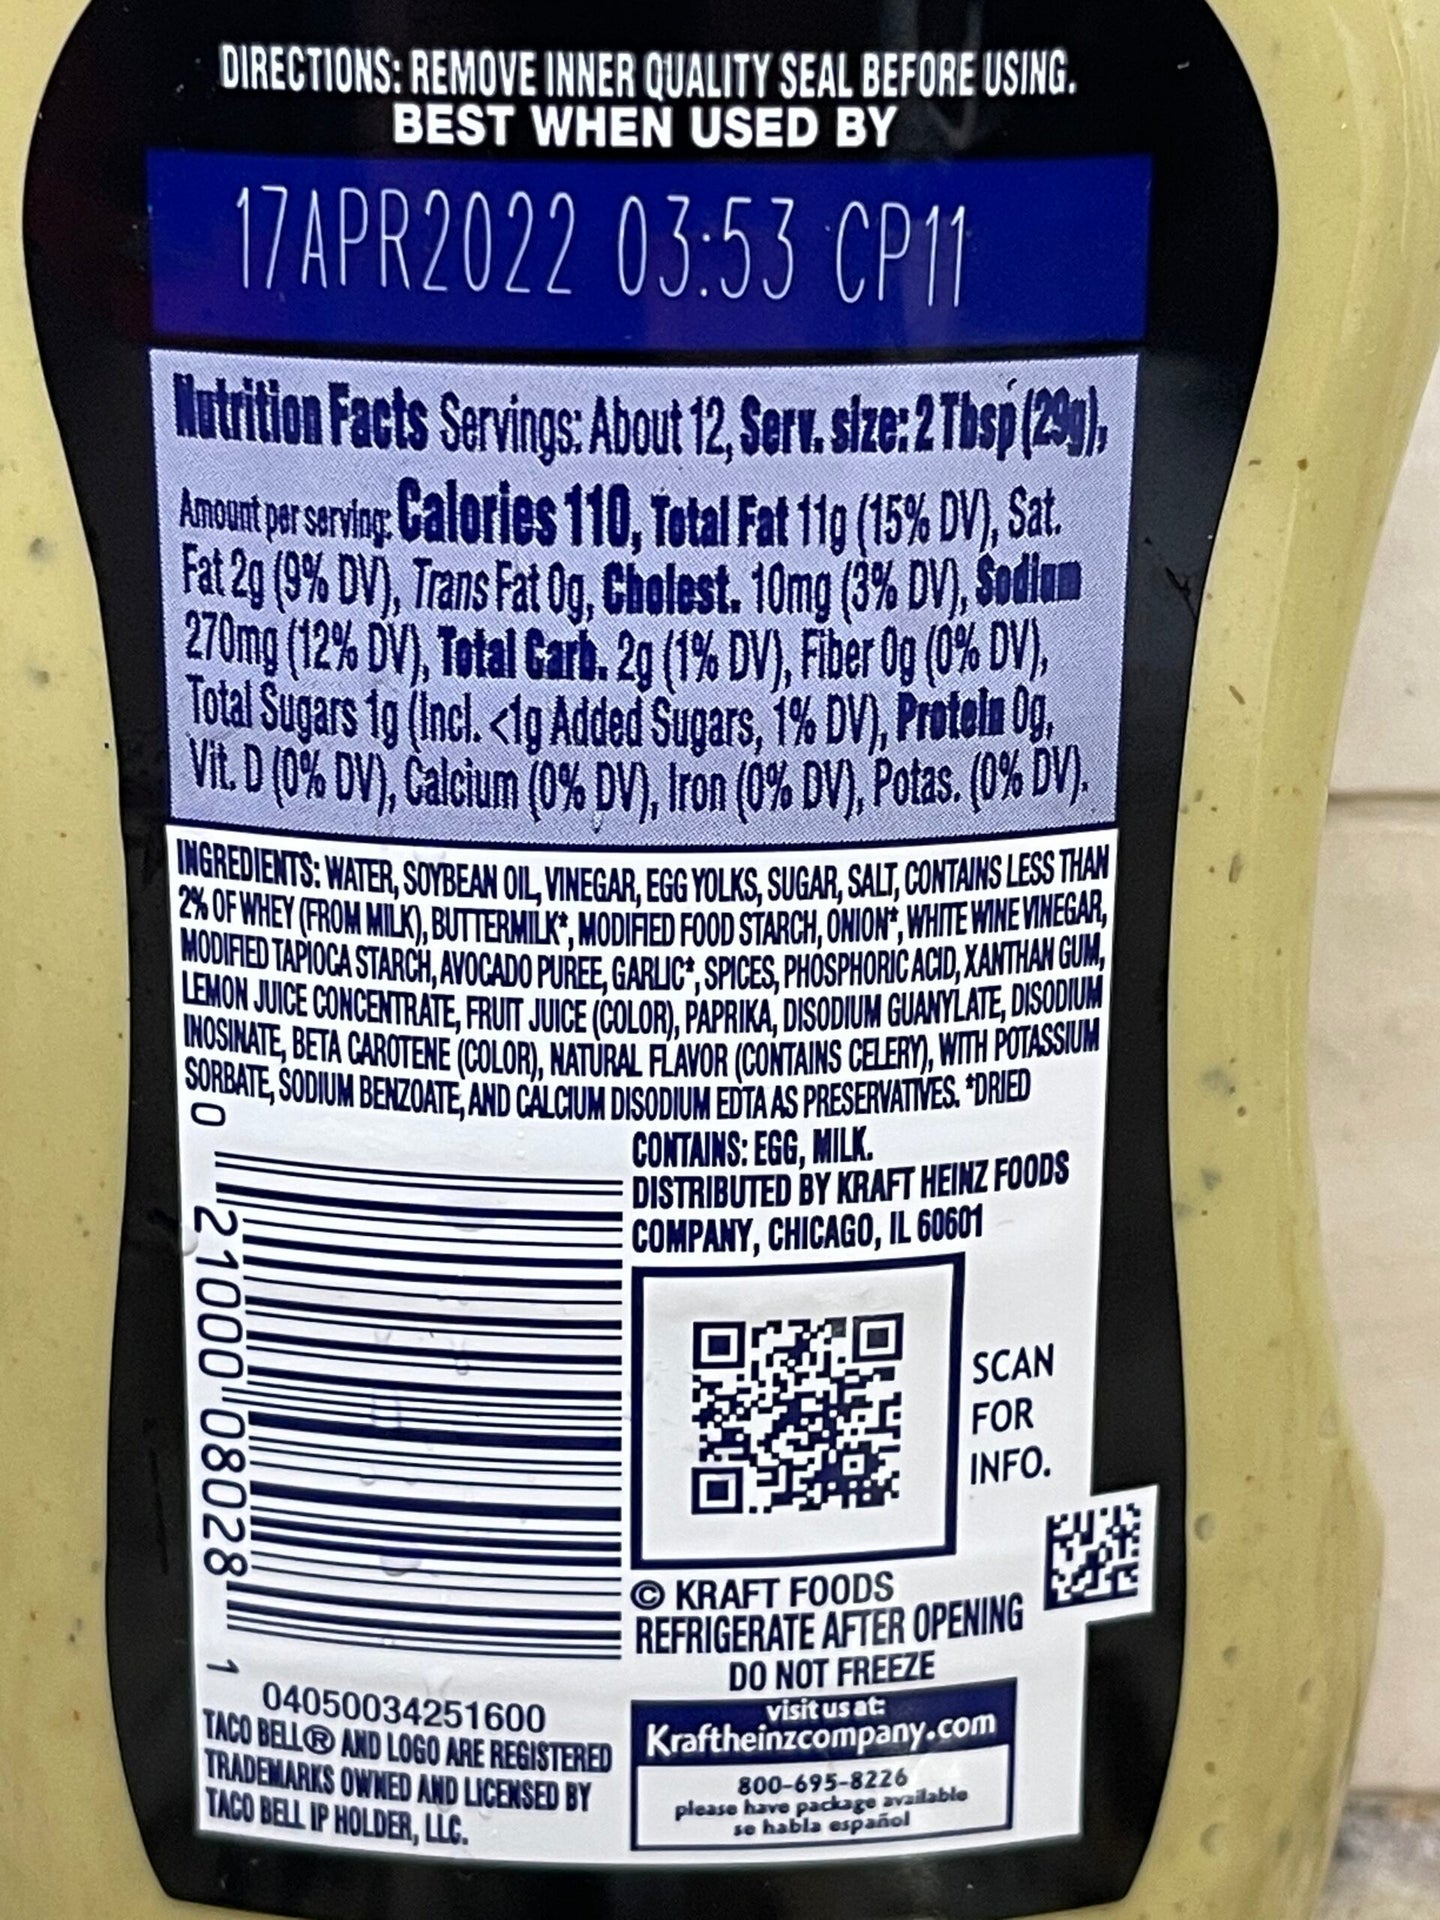 DIRECTIONS: REMOVE INNER QUALITY SEAL BEFORE USING.
BEST WHEN USED BY
17APR2022 03:53 CP11
Nutrition Facts Servings: About 12, Serv. size: 2 Tbsp (29g),
Amount per serving: Calories 110, Total Fat 11g (15% DV), Sat.
Fat 2g (9% DV), Trans Fat 0g, Cholest. 10mg (3% DV), Sodium
270mg (12% DV), Total Carb. 2g (1% DV), Fiber 0g (0% DV),
Total Sugars 1g (Incl. <1g Added Sugars, 1% DV), Protein 0g,
Vit. D (0% DV), Calcium (0% DV), Iron (0% DV), Potas. (0% DV).
INGREDIENTS: WATER, SOYBEAN OIL, VINEGAR, EGG YOLKS, SUGAR, SALT, CONTAINS LESS THAN
2% OF WHEY (FROM MILK), BUTTERMILK*, MODIFIED FOOD STARCH, ONION*, WHITE WINE VINEGAR,
MODIFIED TAPIOCA STARCH, AVOCADO PUREE, GARLIC*, SPICES, PHOSPHORIC ACID, XANTHAN GUM,
LEMON JUICE CONCENTRATE, FRUIT JUICE (COLOR), PAPRIKA, DISODIUM GUANYLATE, DISODIUM
INOSINATE, BETA CAROTENE (COLOR), NATURAL FLAVOR (CONTAINS CELERY), WITH POTASSIUM
SORBATE, SODIUM BENZOATE, AND CALCIUM DISODIUM EDTA AS PRESERVATIVES. *DRIED
CONTAINS: EGG, MILK.
DISTRIBUTED BY KRAFT HEINZ FOODS
COMPANY, CHICAGO, IL 60601
0 21000 08028 1
SCAN
FOR
INFO.
© KRAFT FOODS
REFRIGERATE AFTER OPENING
DO NOT FREEZE
04050034251600
TACO BELL® AND LOGO ARE REGISTERED
TRADEMARKS OWNED AND LICENSED BY
TACO BELL IP HOLDER, LLC.
visit us at:
Kraftheinzcompany.com
800-695-8226
please have package available
se habla español